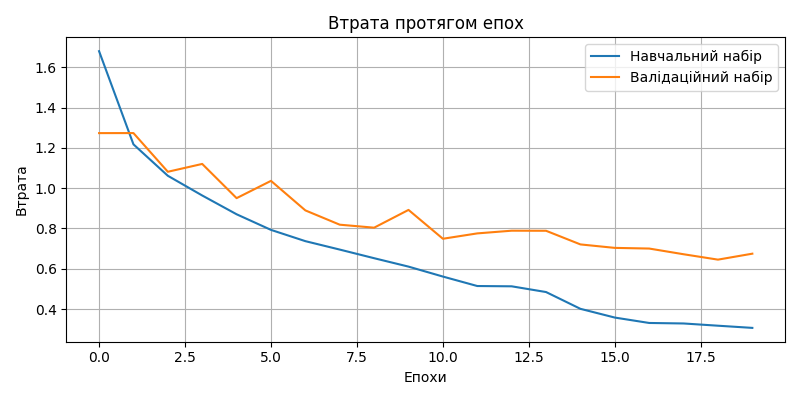 Втрата протягом епох
Навчальний набір
Валідаційний набір
Втрата
1.6
1.4
1.2
1.0
0.8
0.6
0.4
0.0 2.5 5.0 7.5 10.0 12.5 15.0 17.5
Епохи